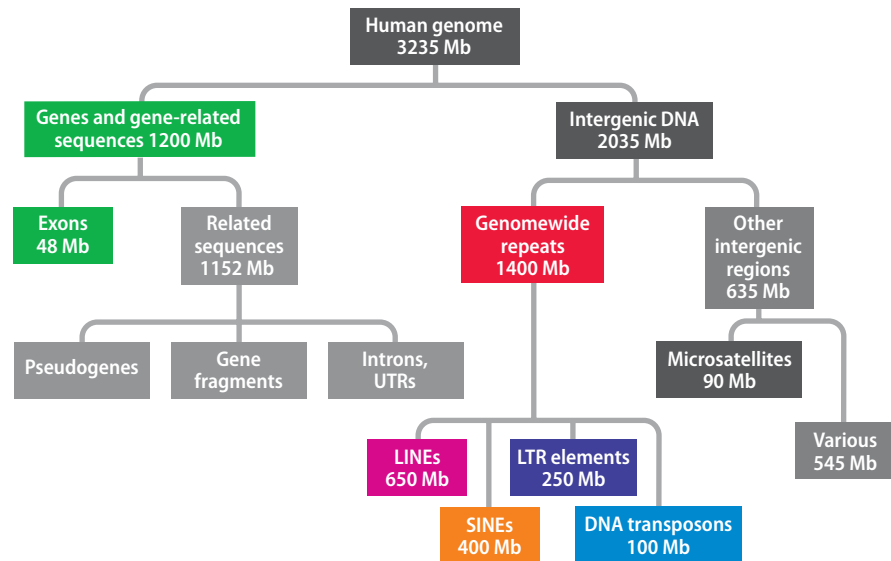 Human genome
3235 Mb
Genes and gene-related
sequences 1200 Mb
Intergenic DNA
2035 Mb
Exons
48 Mb
Related
sequences
1152 Mb
Genomewide
repeats
1400 Mb
Other
intergenic
regions
635 Mb
Pseudogenes
Gene
fragments
Introns,
UTRs
Microsatellites
90 Mb
Various
545 Mb
LINEs
650 Mb
LTR elements
250 Mb
SINEs
400 Mb
DNA transposons
100 Mb